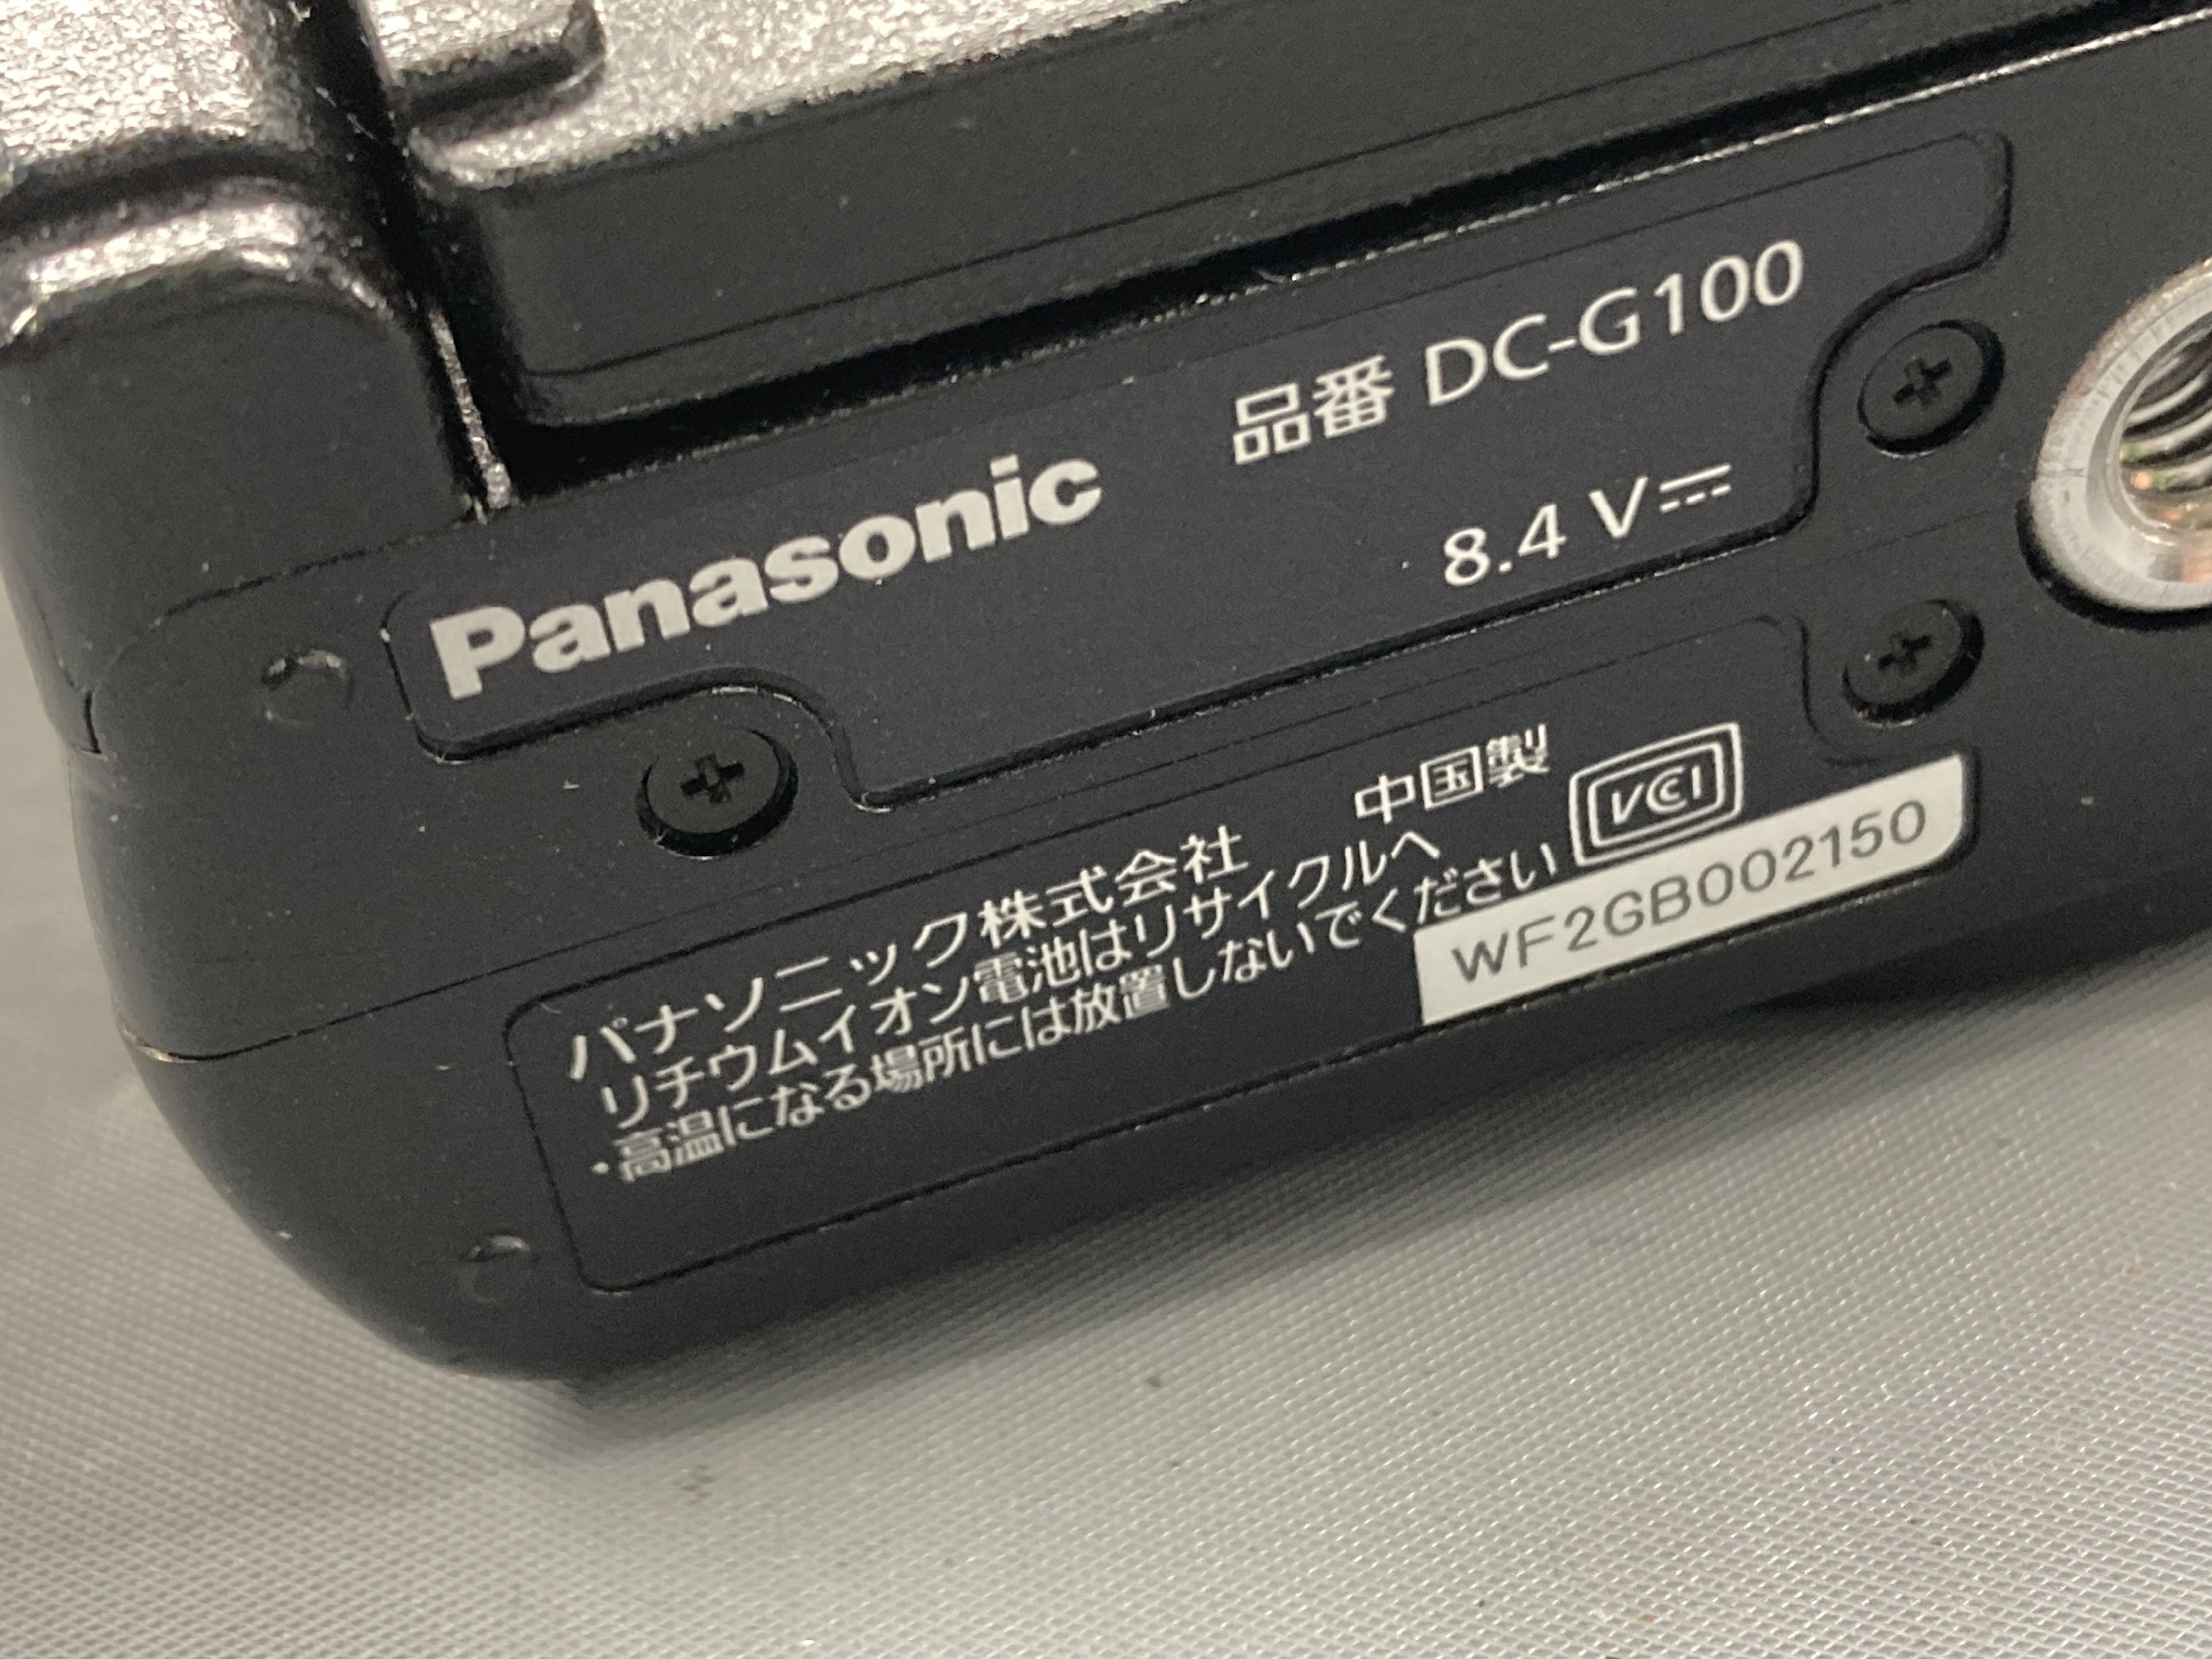 Panasonic 品番 DC-G100
8.4 V
パナソニック株式会社 中国製
リチウムイオン電池はリサイクルへ
・高温になる場所には放置しないでください
VCCI
WF2GB002150